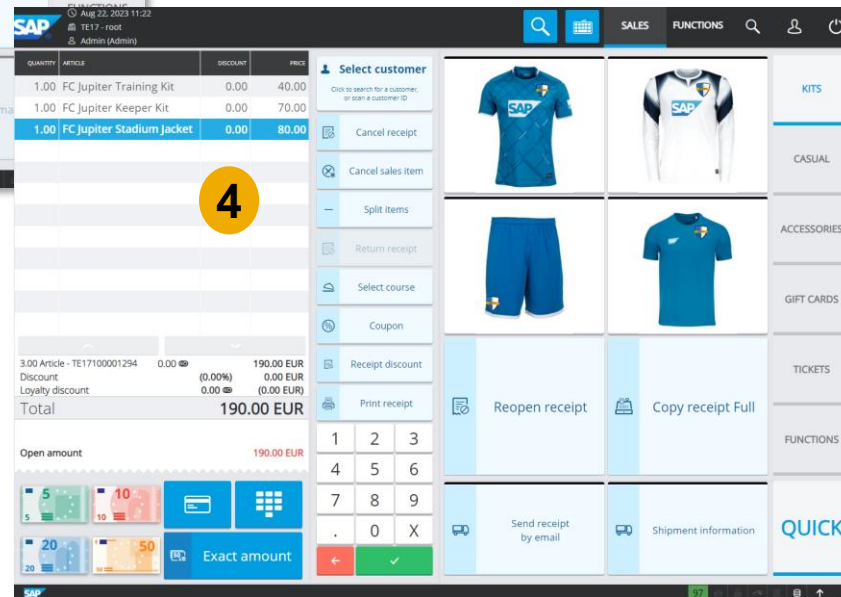 FUNCTIONS
Aug 22, 2023 11:22
SAP
TE17 - root
Admin (Admin)
SALES
FUNCTIONS
QUANTITY ARTICLE DISCOUNT PRICE
1.00 FC Jupiter Training Kit 0.00 40.00
1.00 FC Jupiter Keeper Kit 0.00 70.00
1.00 FC Jupiter Stadium Jacket 0.00 80.00
4
3.00 Article - TE17100001294 0.00 190.00 EUR
Discount (0.00%) 0.00 EUR
Loyalty discount 0.00 (0.00 EUR)
Total 190.00 EUR
Open amount 190.00 EUR
5 10
5 10
20 50
20
Exact amount
Select customer
Click to search for a customer,
or scan a customer ID
Cancel receipt
Cancel sales item
Split items
Return receipt
Select course
Coupon
Receipt discount
Print receipt
1 2 3
4 5 6
7 8 9
. 0 X
SAP
SAP
Reopen receipt
Copy receipt Full
Send receipt
by email
Shipment information
KITS
CASUAL
ACCESSORIES
GIFT CARDS
TICKETS
FUNCTIONS
QUICK
SAP
97